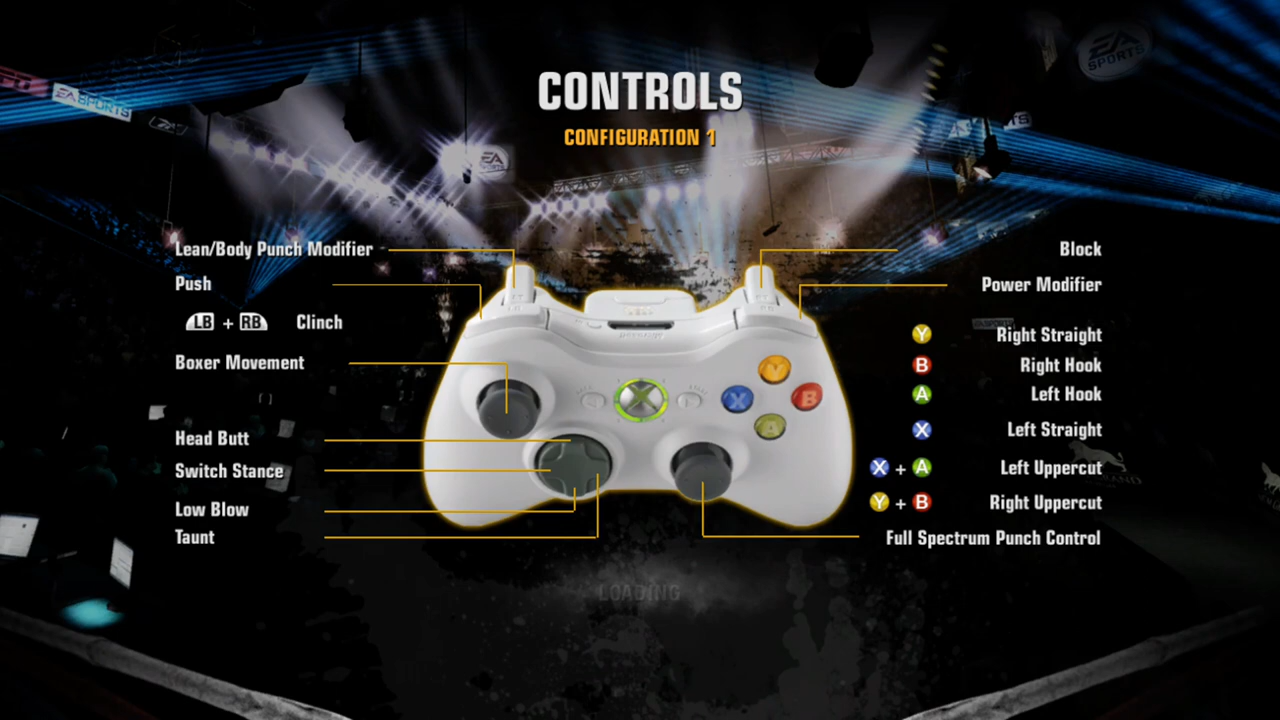 CONTROLS
CONFIGURATION 1
EA SPORTS
EA SPORTS
EA
Lean/Body Punch Modifier
Push
LB + RB Clinch
Boxer Movement
Head Butt
Switch Stance
Low Blow
Taunt
Block
Power Modifier
Y Right Straight
B Right Hook
A Left Hook
X Left Straight
X + A Left Uppercut
Y + B Right Uppercut
Full Spectrum Punch Control
Y
X
B
A
LOADING